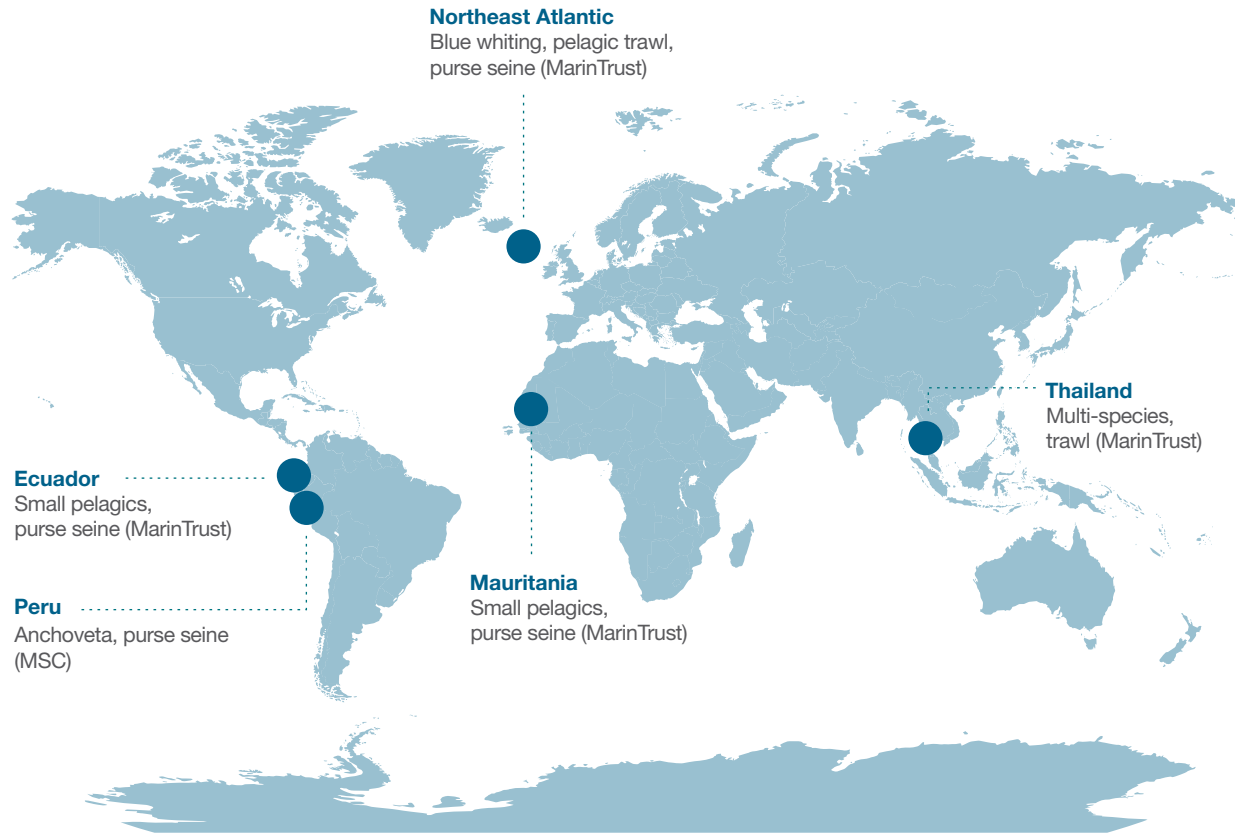 Northeast Atlantic
Blue whiting, pelagic trawl,
purse seine (MarinTrust)
Thailand
Multi-species,
trawl (MarinTrust)
Ecuador
Small pelagics,
purse seine (MarinTrust)
Mauritania
Small pelagics,
purse seine (MarinTrust)
Peru
Anchoveta, purse seine
(MSC)